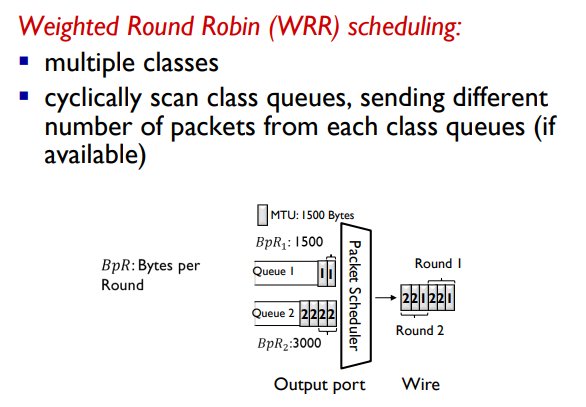 Weighted Round Robin (WRR) scheduling:
▪ multiple classes
▪ cyclically scan class queues, sending different
number of packets from each class queues (if
available)
MTU: 1500 Bytes
BpR₁: 1500
BpR: Bytes per
Round
Queue 1
1 1
Queue 2
2 2 2 2
BpR₂:3000
Packet Scheduler
Round 1
2 2 1 2 2 1
Round 2
Output port
Wire